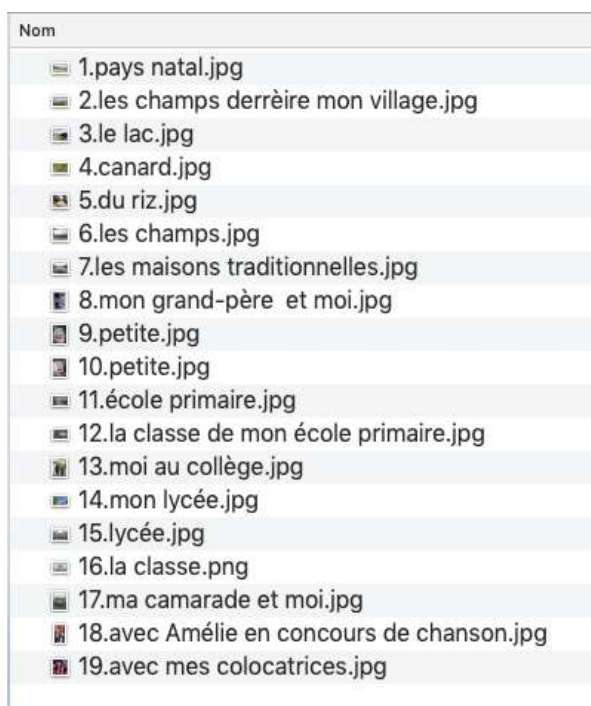 Nom
1.pays natal.jpg
2.les champs derrèire mon village.jpg
3.le lac.jpg
4.canard.jpg
5.du riz.jpg
6.les champs.jpg
7.les maisons traditionnelles.jpg
8.mon grand-père  et moi.jpg
9.petite.jpg
10.petite.jpg
11.école primaire.jpg
12.la classe de mon école primaire.jpg
13.moi au collège.jpg
14.mon lycée.jpg
15.lycée.jpg
16.la classe.png
17.ma camarade et moi.jpg
18.avec Amélie en concours de chanson.jpg
19.avec mes colocatrices.jpg